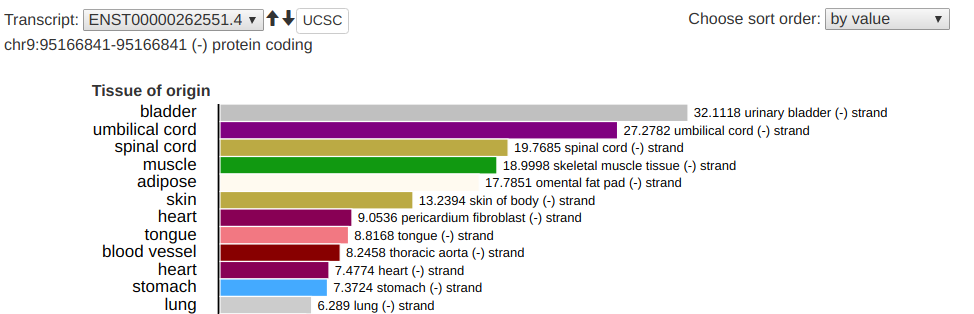 Transcript: ENST00000262551.4 UCSC Choose sort order: by value
chr9:95166841-95166841 (-) protein coding
Tissue of origin
bladder 32.1118 urinary bladder (-) strand
umbilical cord 27.2782 umbilical cord (-) strand
spinal cord 19.7685 spinal cord (-) strand
muscle 18.9998 skeletal muscle tissue (-) strand
adipose 17.7851 omental fat pad (-) strand
skin 13.2394 skin of body (-) strand
heart 9.0536 pericardium fibroblast (-) strand
tongue 8.8168 tongue (-) strand
blood vessel 8.2458 thoracic aorta (-) strand
heart 7.4774 heart (-) strand
stomach 7.3724 stomach (-) strand
lung 6.289 lung (-) strand